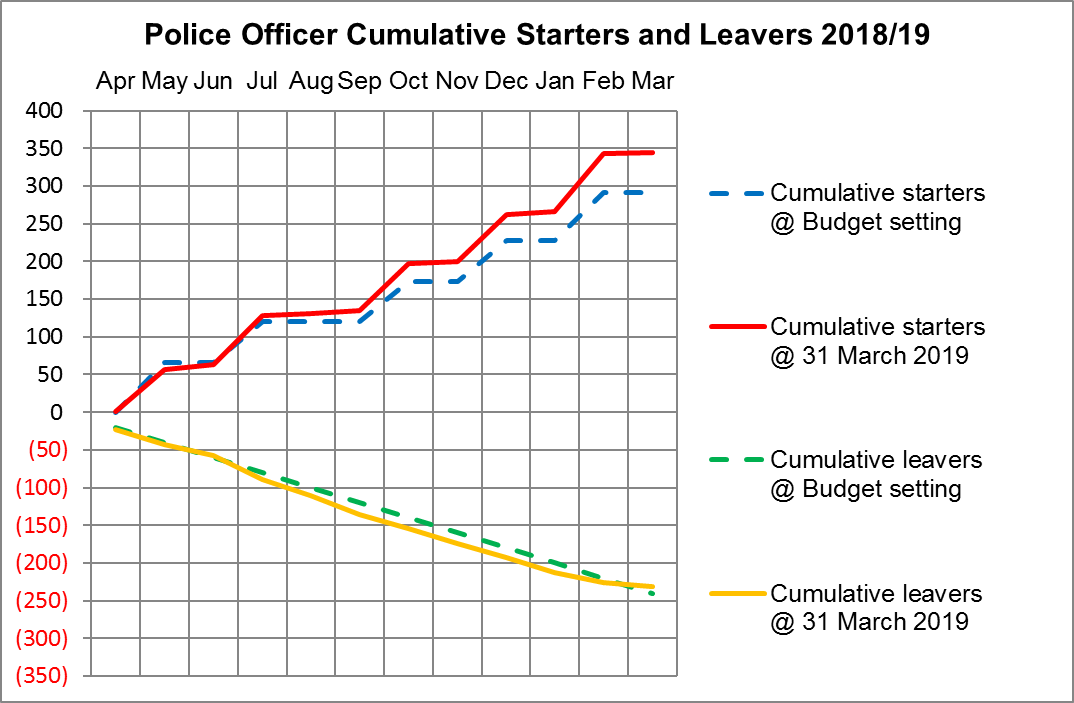 Police Officer Cumulative Starters and Leavers 2018/19
Apr May Jun Jul Aug Sep Oct Nov Dec Jan Feb Mar
400
350
300
250
200
150
100
50
0
(50)
(100)
(150)
(200)
(250)
(300)
(350)
Cumulative starters
@ Budget setting
Cumulative starters
@ 31 March 2019
Cumulative leavers
@ Budget setting
Cumulative leavers
@ 31 March 2019